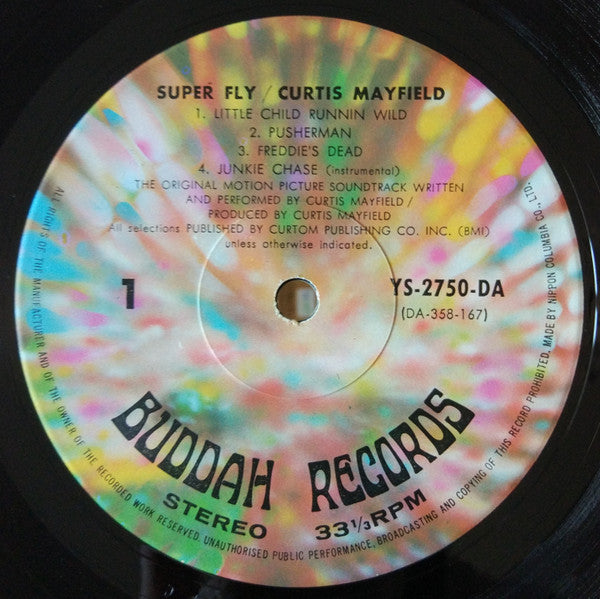 SUPER FLY / CURTIS MAYFIELD
1. LITTLE CHILD RUNNIN WILD
2. PUSHERMAN
3. FREDDIE'S DEAD
4. JUNKIE CHASE (instrumental)
THE ORIGINAL MOTION PICTURE SOUNDTRACK WRITTEN
AND PERFORMED BY CURTIS MAYFIELD /
PRODUCED BY CURTIS MAYFIELD
All selections PUBLISHED BY CURTOM PUBLISHING CO. INC. (BMI)
unless otherwise indicated.
1
YS-2750-DA
(DA-358-167)
BUDDAH RECORDS
STEREO 33⅓RPM
ALL RIGHTS OF THE MANUFACTURER AND OF THE OWNER OF THE RECORDED WORK RESERVED. UNAUTHORISED PUBLIC PERFORMANCE, BROADCASTING AND COPYING OF THIS RECORD PROHIBITED. MADE BY NIPPON COLUMBIA CO., LTD.